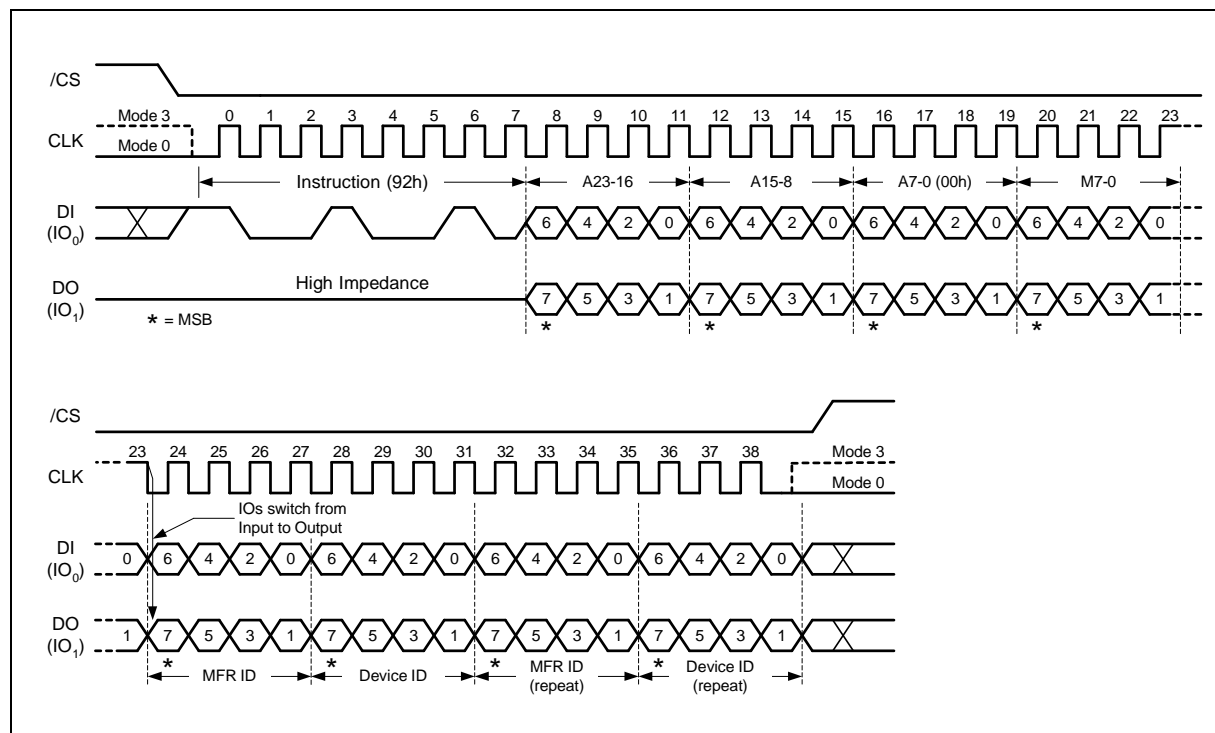 /CS
Mode 3 0 1 2 3 4 5 6 7 8 9 10 11 12 13 14 15 16 17 18 19 20 21 22 23
CLK
Mode 0
Instruction (92h) A23-16 A15-8 A7-0 (00h) M7-0
DI
(IO0) 6 4 2 0 6 4 2 0 6 4 2 0 6 4 2 0
High Impedance
DO
(IO1) 7 5 3 1 7 5 3 1 7 5 3 1 7 5 3 1
* = MSB * * * *
/CS
23 24 25 26 27 28 29 30 31 32 33 34 35 36 37 38 Mode 3
CLK
Mode 0
IOs switch from
Input to Output
DI
(IO0) 0 6 4 2 0 6 4 2 0 6 4 2 0 6 4 2 0
DO
(IO1) 1 7 5 3 1 7 5 3 1 7 5 3 1 7 5 3 1
* * * *
MFR ID Device ID MFR ID
(repeat) Device ID
(repeat)